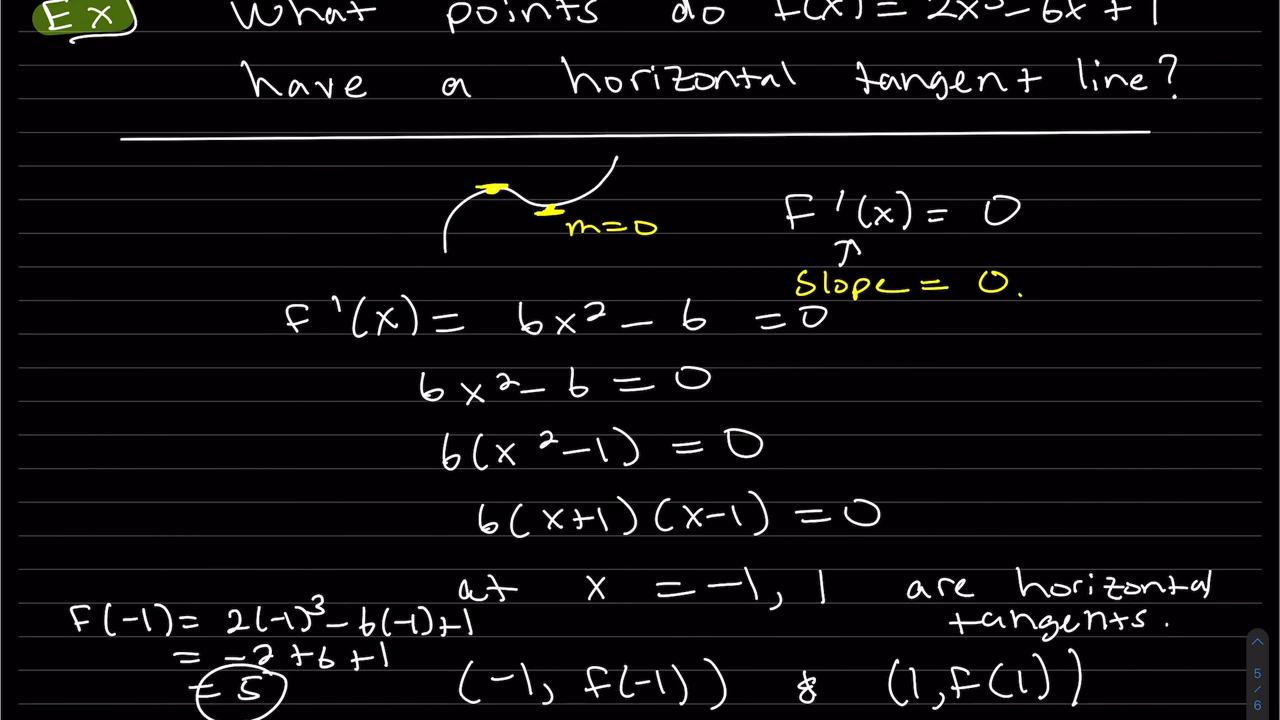 Ex What points do f(x) = 2x³ - 6x + 1
have a horizontal tangent line?
m=0
F'(x) = 0
slope = 0.
F'(x) = 6x² - 6 = 0
6x² - 6 = 0
6(x² - 1) = 0
6(x+1)(x-1) = 0
at x = -1, 1 are horizontal
tangents.
F(-1) = 2(-1)³ - 6(-1) + 1
= -2 + 6 + 1
= 5
(-1, f(-1)) & (1, f(1))
5
/
6